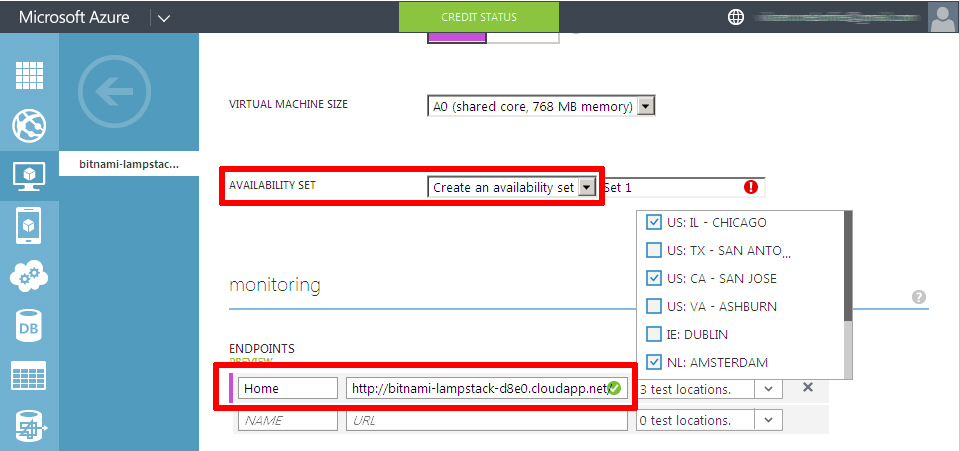 Microsoft Azure
CREDIT STATUS
VIRTUAL MACHINE SIZE
A0 (shared core, 768 MB memory)
bitnami-lampstac...
AVAILABILITY SET
Create an availability set
Set 1
US: IL - CHICAGO
US: TX - SAN ANTO...
US: CA - SAN JOSE
US: VA - ASHBURN
IE: DUBLIN
NL: AMSTERDAM
monitoring
?
ENDPOINTS
PREVIEW
Home
http://bitnami-lampstack-d8e0.cloudapp.net/
3 test locations.
NAME
URL
0 test locations.
DB